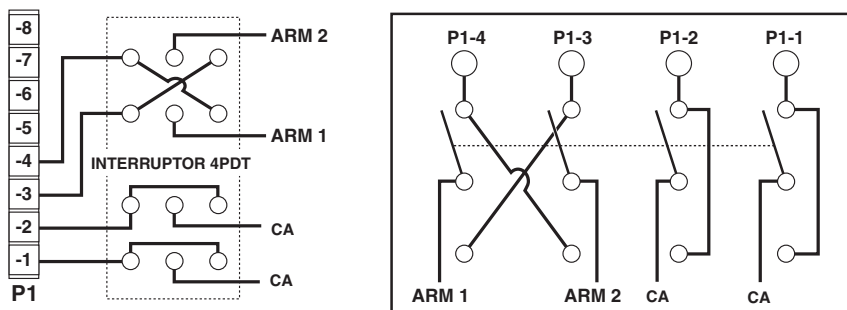 -8
-7
-6
-5
-4
-3
-2
-1
P1
ARM 2
ARM 1
INTERRUPTOR 4PDT
CA
CA
P1-4 P1-3 P1-2 P1-1
ARM 1 ARM 2 CA CA